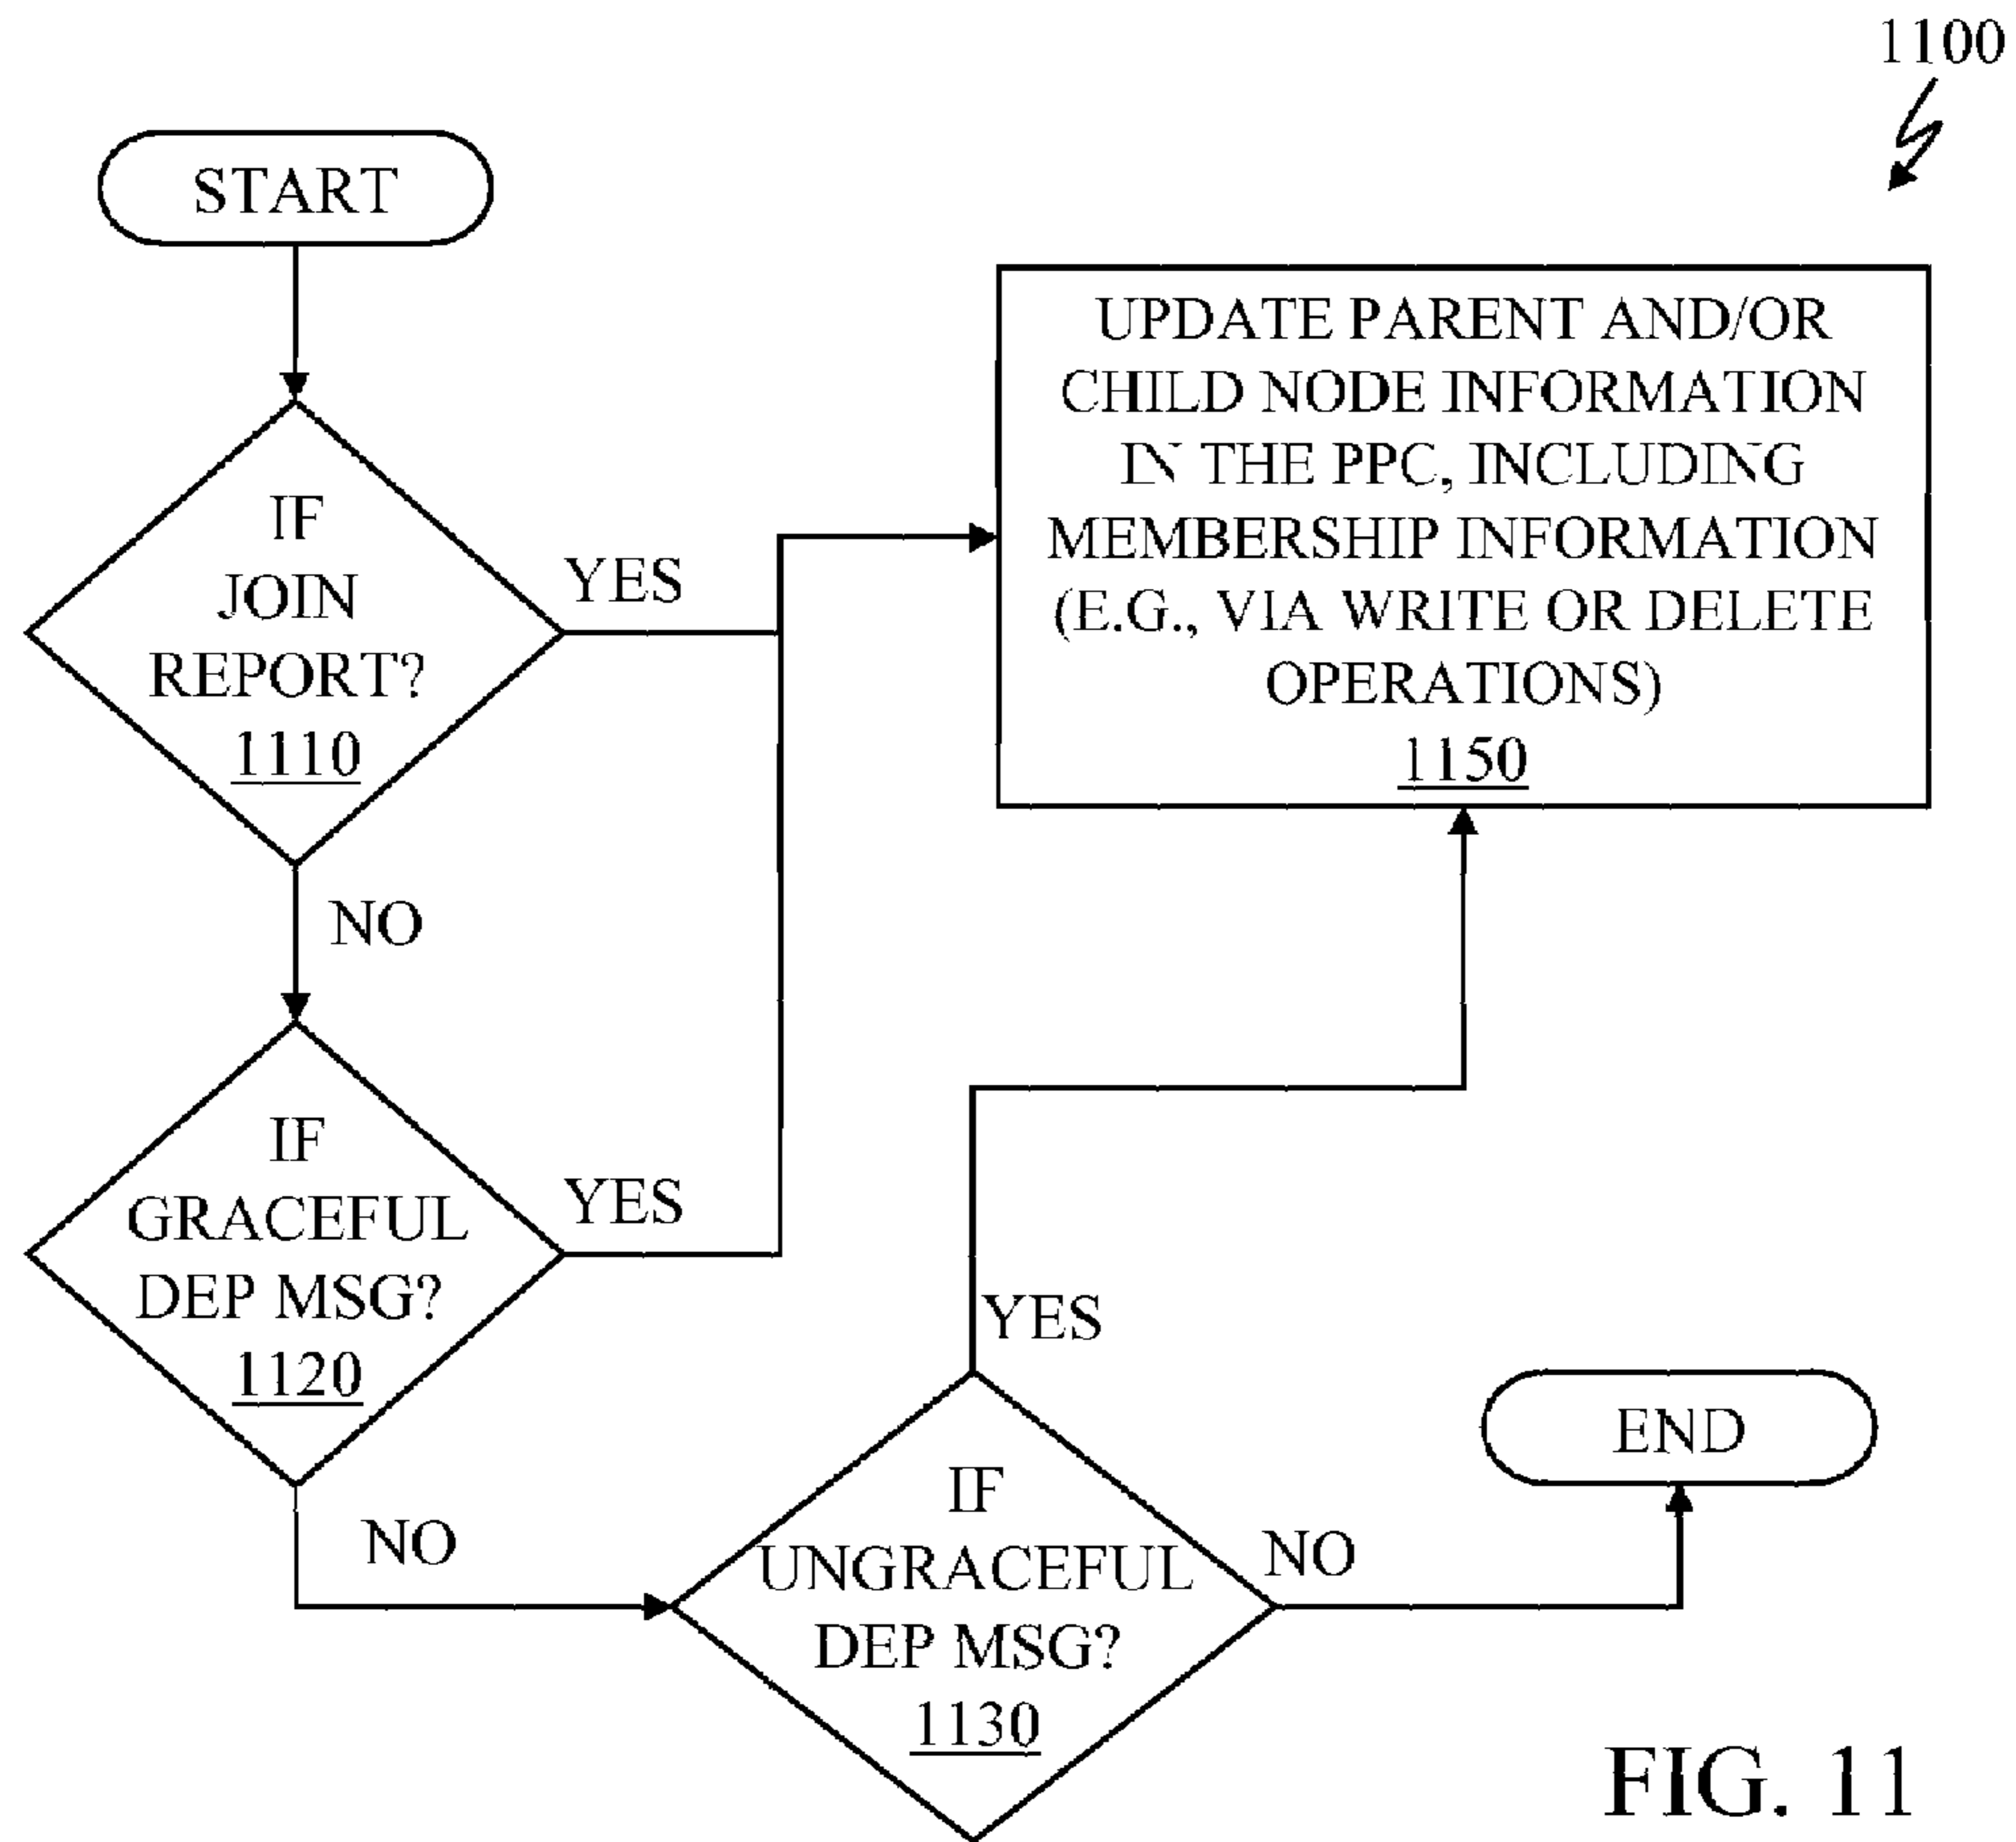 1100
START
IF
JOIN
REPORT?
1110
YES
NO
UPDATE PARENT AND/OR
CHILD NODE INFORMATION
IN THE PPC, INCLUDING
MEMBERSHIP INFORMATION
(E.G., VIA WRITE OR DELETE
OPERATIONS)
1150
IF
GRACEFUL
DEP MSG?
1120
YES
NO
IF
UNGRACEFUL
DEP MSG?
1130
YES
NO
END
FIG. 11